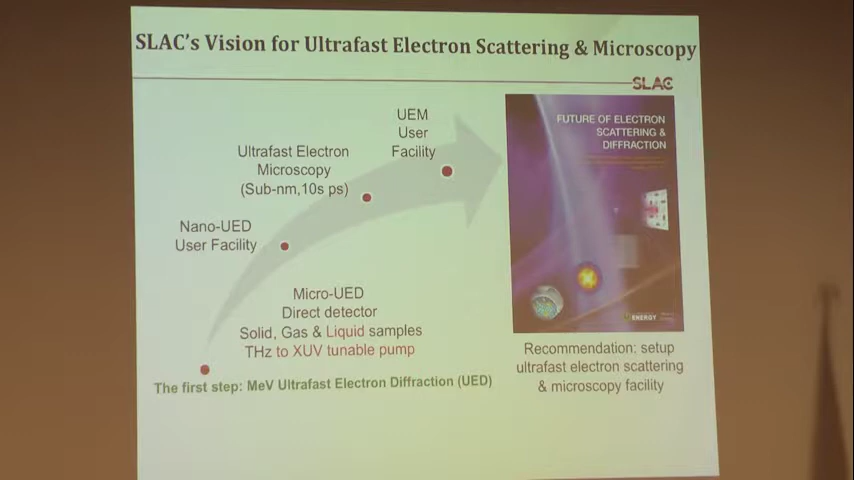 SLAC's Vision for Ultrafast Electron Scattering & Microscopy
SLAC
UEM
User
Facility
Ultrafast Electron
Microscopy
(Sub-nm,10s ps)
Nano-UED
User Facility
Micro-UED
Direct detector
Solid, Gas & Liquid samples
THz to XUV tunable pump
The first step: MeV Ultrafast Electron Diffraction (UED)
FUTURE OF ELECTRON
SCATTERING &
DIFFRACTION
ENERGY
Recommendation: setup
ultrafast electron scattering
& microscopy facility